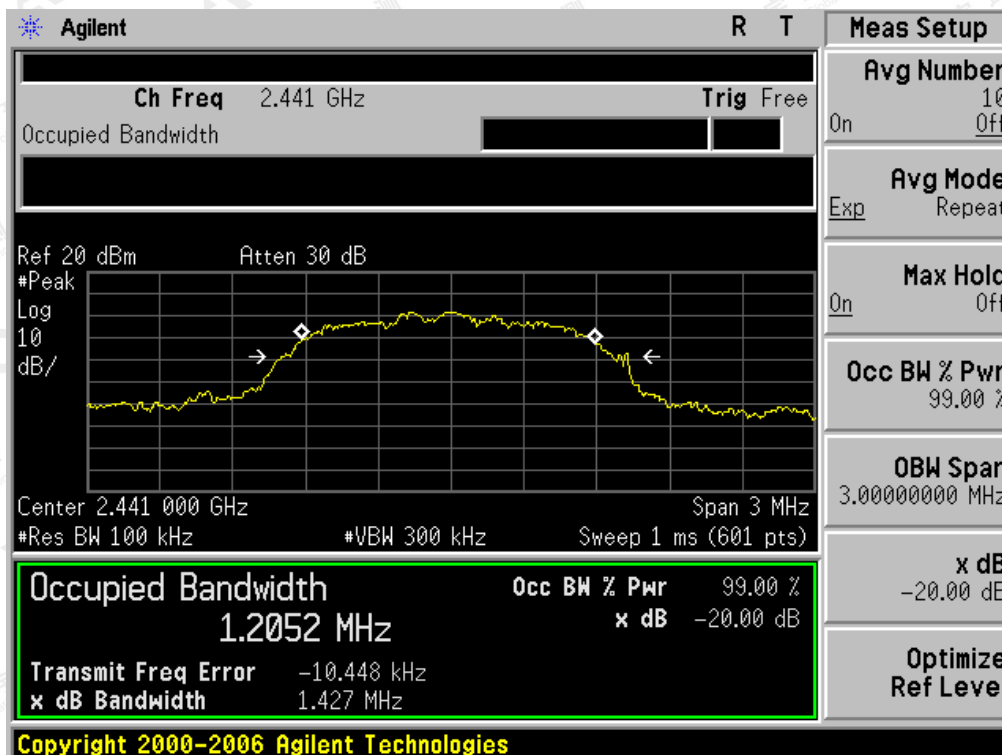 Agilent R T
Ch Freq 2.441 GHz Trig Free
Occupied Bandwidth
Ref 20 dBm Atten 30 dB
#Peak
Log
10
dB/
Center 2.441 000 GHz Span 3 MHz
#Res BW 100 kHz #VBW 300 kHz Sweep 1 ms (601 pts)
Occupied Bandwidth
1.2052 MHz
Occ BW % Pwr 99.00 %
x dB -20.00 dB
Transmit Freq Error -10.448 kHz
x dB Bandwidth 1.427 MHz
Copyright 2000-2006 Agilent Technologies
Meas Setup
Avg Number
10
On Off
Avg Mode
Exp Repeat
Max Hold
On Off
Occ BW % Pwr
99.00 %
OBW Span
3.00000000 MHz
x dB
-20.00 dB
Optimize
Ref Level